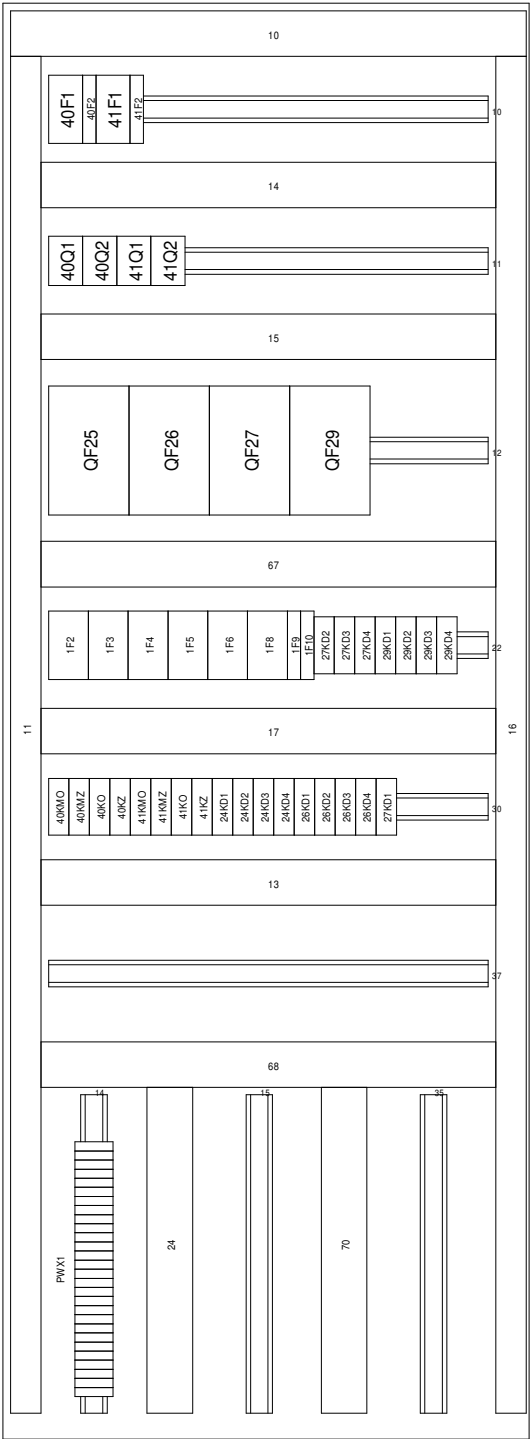 10
40F1 40F2 41F1 41F2 10
14
40Q1 40Q2 41Q1 41Q2 11
15
QF25 QF26 QF27 QF29 12
67
1F2 1F3 1F4 1F5 1F6 1F8 1F9 1F10 27KD2 27KD3 27KD4 29KD1 29KD2 29KD3 29KD4 22
11 17 16
40KMO 40KMZ 40KO 40KZ 41KMO 41KMZ 41KO 41KZ 24KD1 24KD2 24KD3 24KD4 26KD1 26KD2 26KD3 26KD4 27KD1 30
13
37
68
14 15 35
PWX1 24 70